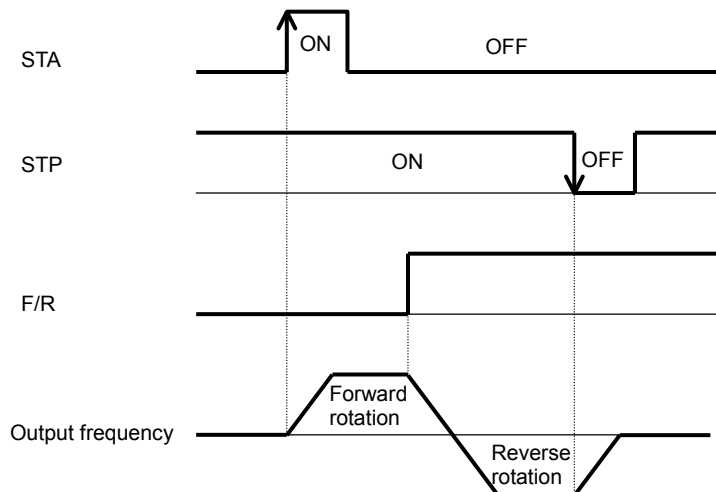 STA
ON
OFF
STP
ON
OFF
F/R
Output frequency
Forward
rotation
Reverse
rotation